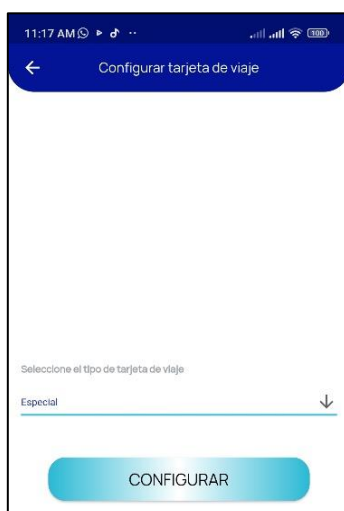 11:17 AM
100
Configurar tarjeta de viaje
Seleccione el tipo de tarjeta de viaje
Especial
CONFIGURAR